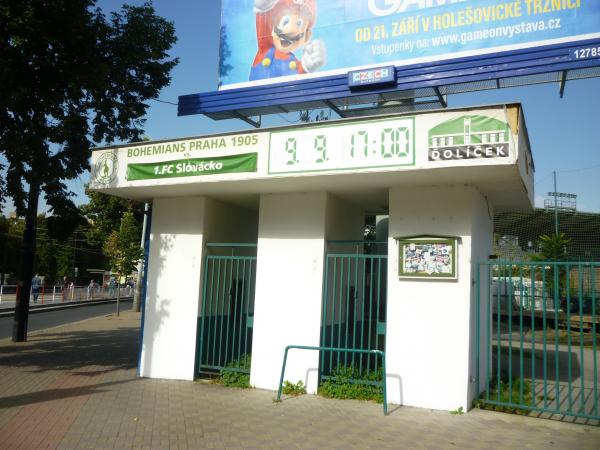 GAME
OD 21. ZÁŘÍ V HOLEŠOVICKÉ TRŽNICI
Vstupenky na: www.gameonvystava.cz
CZECH
12785
BOHEMIANS PRAHA 1905
vs.
1.FC Slovácko
9. 9. 17:00
ĎOLÍČEK